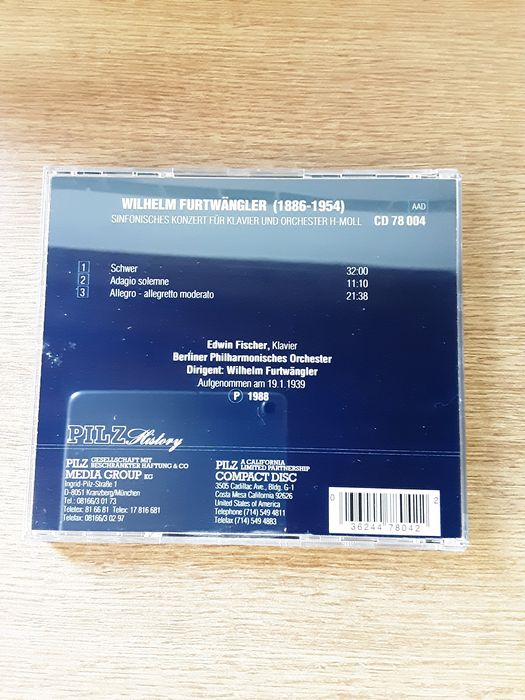 WILHELM FURTWÄNGLER (1886-1954) AAD
SINFONISCHES KONZERT FÜR KLAVIER UND ORCHESTER H-MOLL CD 78 004
1 Schwer 32:00
2 Adagio solemne 11:10
3 Allegro - allegretto moderato 21:38
Edwin Fischer, Klavier
Berliner Philharmonisches Orchester
Dirigent: Wilhelm Furtwängler
Aufgenommen am 19.1.1939
P 1988
PILZ History
PILZ GESELLSCHAFT MIT
BESCHRÄNKTER HAFTUNG & CO
MEDIA GROUP KG
Ingrid-Pilz-Straße 1
D-8051 Kranzberg/München
Tel.: 08166/3 01 73
Teletex: 81 66 81 Telex: 17 816 681
Telefax: 08166/3 02 97
PILZ A CALIFORNIA
LIMITED PARTNERSHIP
COMPACT DISC
3505 Cadillac Ave., Bldg. G-1
Costa Mesa California 92626
United States of America
Telephone (714) 549 4811
Telefax (714) 549 4883
0 36244 78042 2